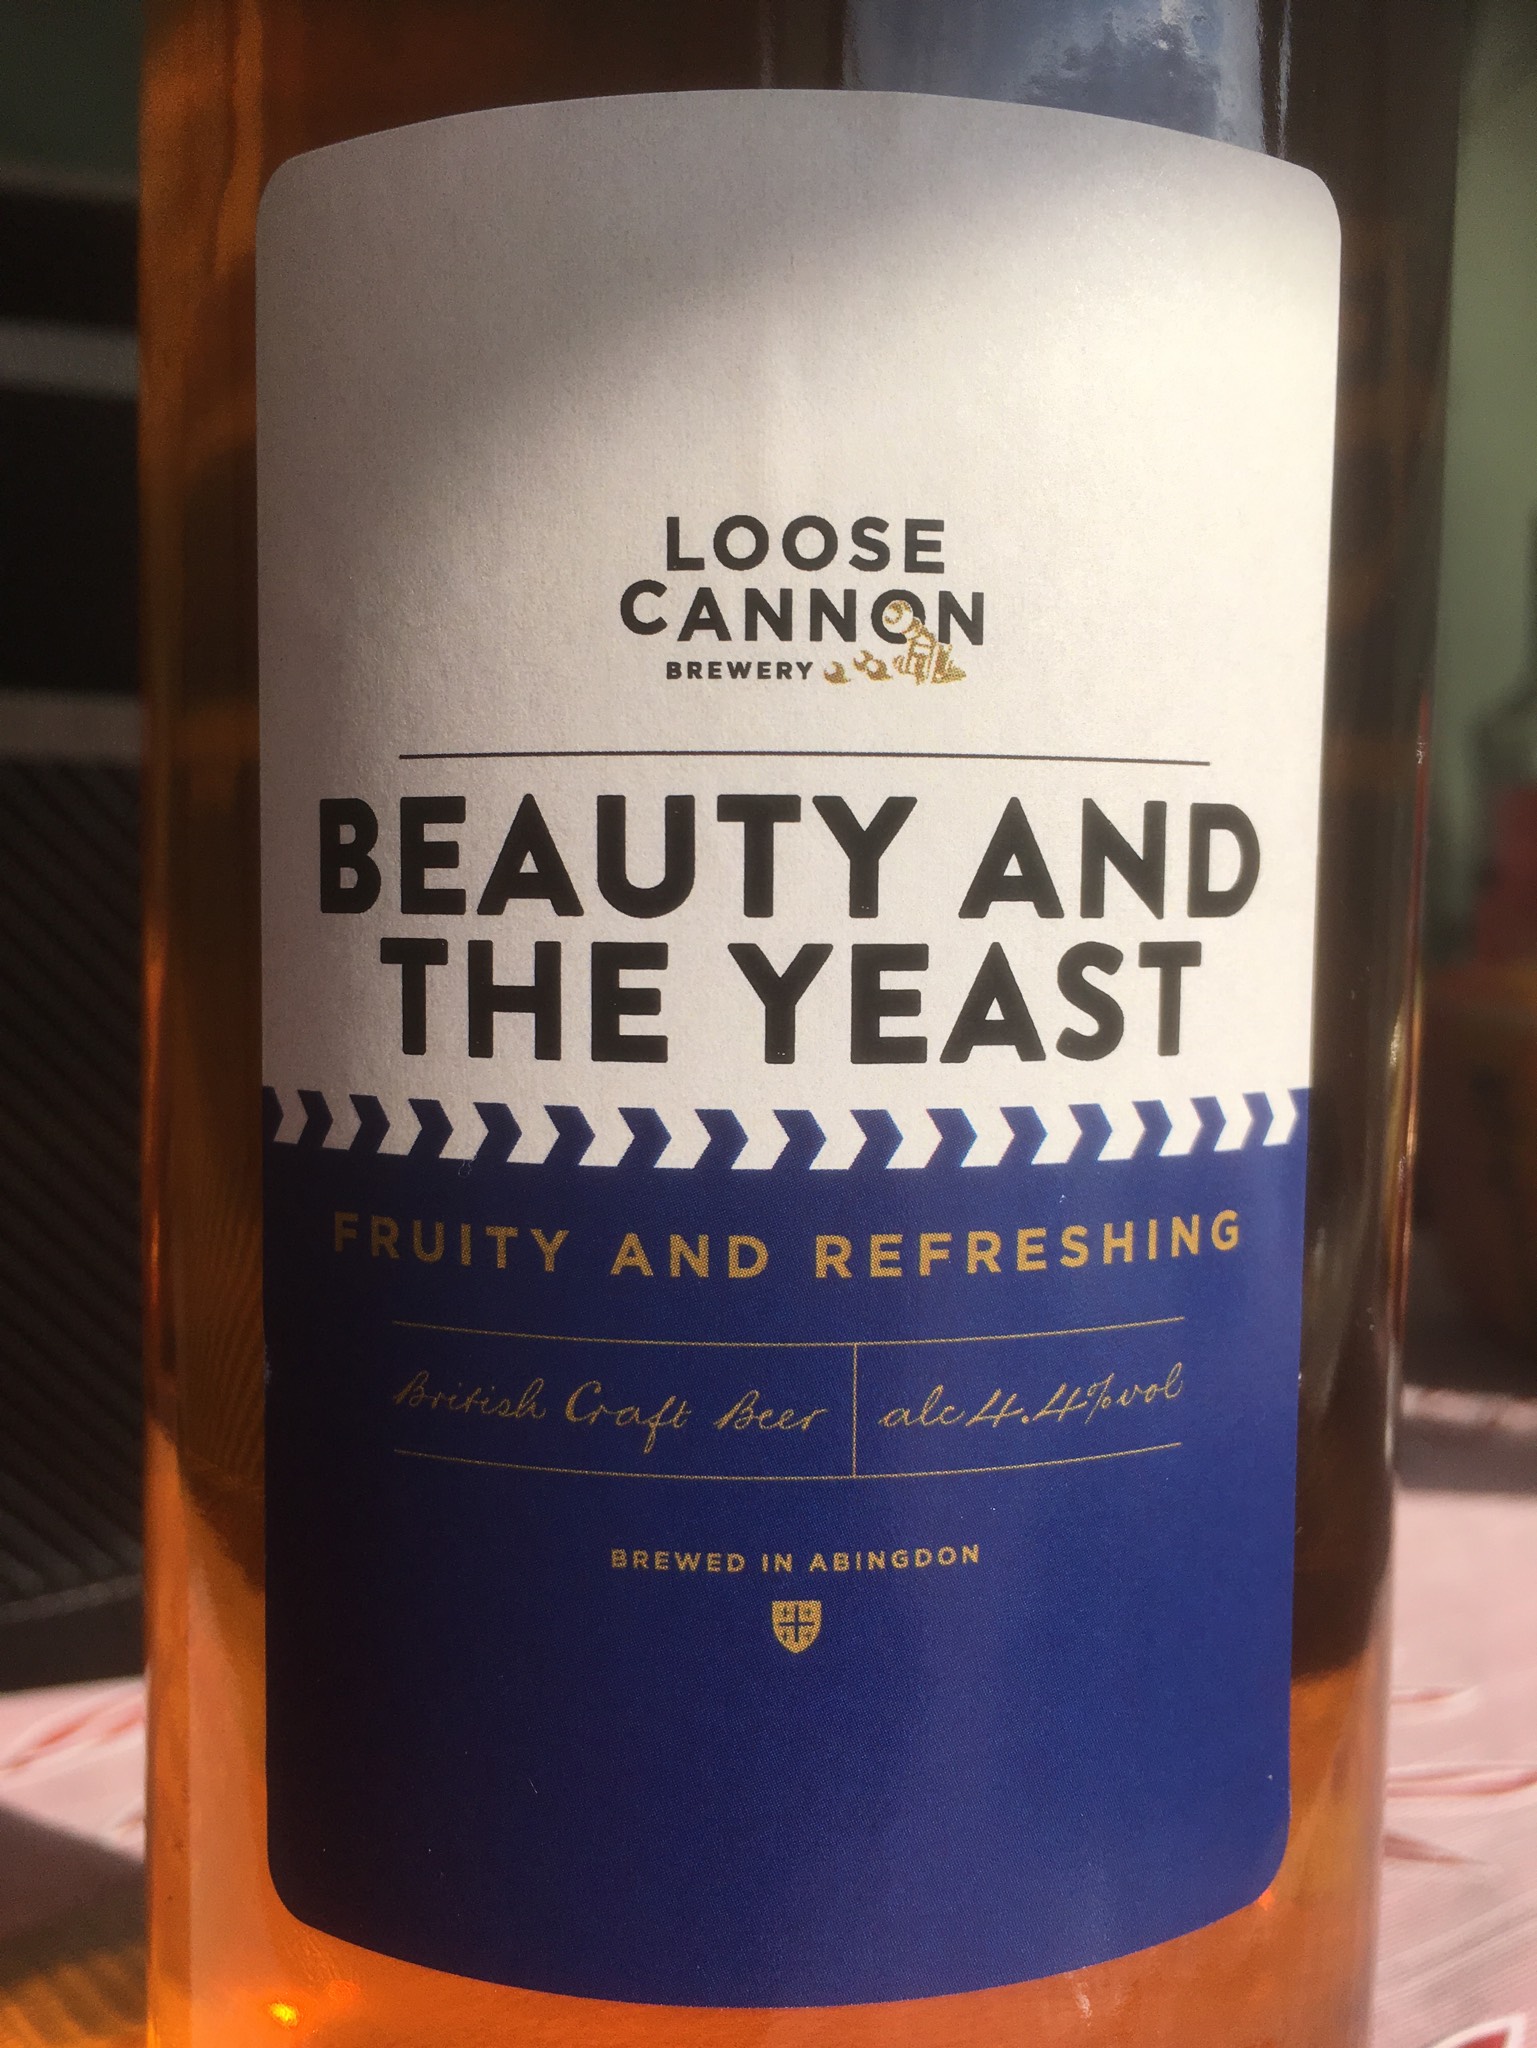 LOOSE
CANNON
BREWERY
BEAUTY AND
THE YEAST
FRUITY AND REFRESHING
British Craft Beer alc 4.4% vol
BREWED IN ABINGDON